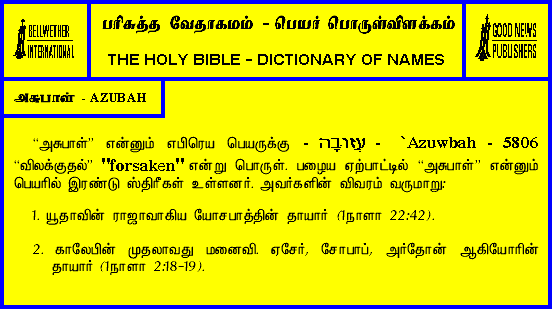 BELLWETHER
INTERNATIONAL
பரிசுத்த வேதாகமம் - பெயர் பொருள்விளக்கம்
THE HOLY BIBLE - DICTIONARY OF NAMES
GOOD NEWS
PUBLISHERS
அசுபாள் - AZUBAH
“அசுபாள்” என்னும் எபிரெய பெயருக்கு - עֲזוּבָה - `Azuwbah - 5806
“விலக்குதல்” "forsaken" என்று பொருள். பழைய ஏற்பாட்டில் “அசுபாள்” என்னும்
பெயரில் இரண்டு ஸ்திரீகள் உள்ளனர். அவர்களின் விவரம் வருமாறு:
1. யூதாவின் ராஜாவாகிய யோசபாத்தின் தாயார் (1நாளா 22:42).
2. காலேபின் முதலாவது மனைவி. ஏசேர், சோபாப், அர்தோன் ஆகியோரின்
தாயார் (1நாளா 2:18-19).